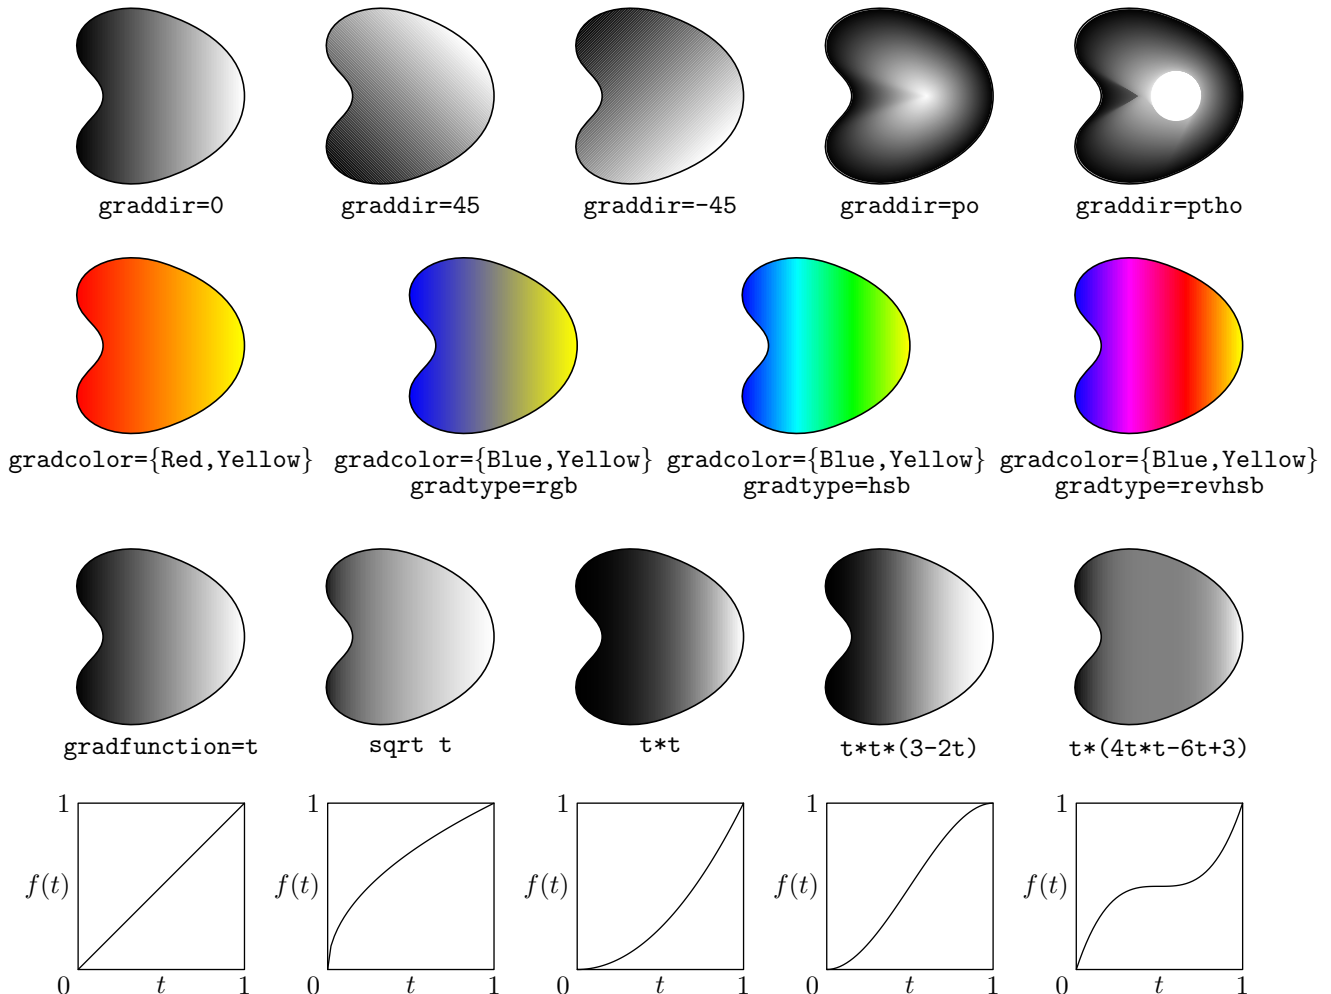 graddir=0 graddir=45 graddir=-45 graddir=po graddir=ptho
gradcolor={Red,Yellow} gradcolor={Blue,Yellow} gradcolor={Blue,Yellow} gradcolor={Blue,Yellow}
gradtype=rgb gradtype=hsb gradtype=revhsb
gradfunction=t sqrt t t*t t*t*(3-2t) t*(4t*t-6t+3)
1 1 1 1 1
f(t) f(t) f(t) f(t) f(t)
0 t 1 0 t 1 0 t 1 0 t 1 0 t 1